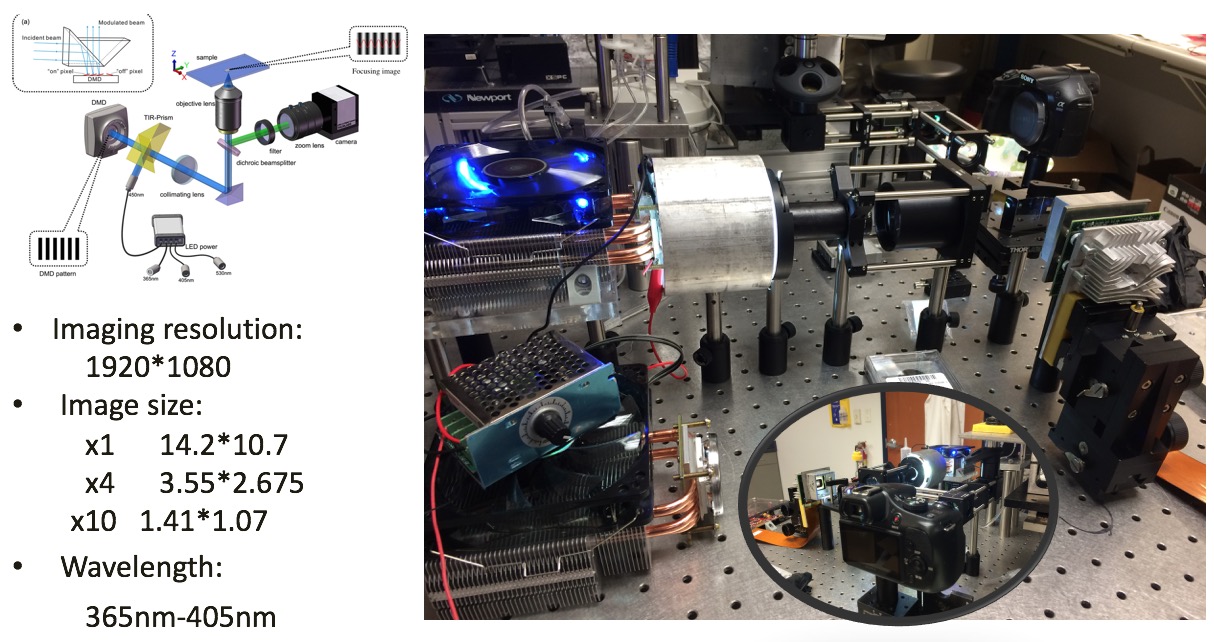 (a)
Modulated beam
Incident beam
"on" pixel
"off" pixel
DMD
Z
Y
X
sample
Focusing image
objective lens
DMD
TIR-Prism
filter
zoom lens
camera
dichroic beamsplitter
collimating lens
450nm
LED power
365nm
405nm
530nm
DMD pattern
• Imaging resolution:
1920*1080
• Image size:
x1 14.2*10.7
x4 3.55*2.675
x10 1.41*1.07
• Wavelength:
365nm-405nm
Newport
SONY
α
THOR